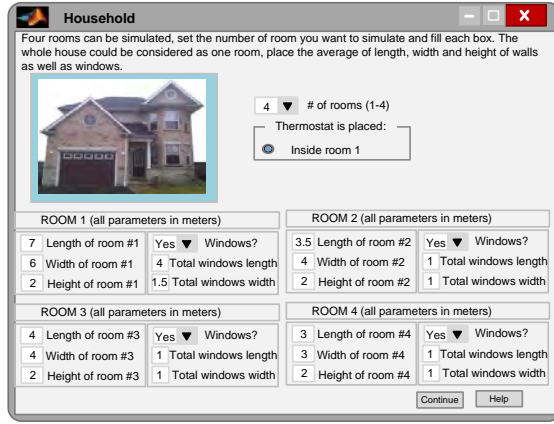 Household
X
Four rooms can be simulated, set the number of room you want to simulate and fill each box. The
whole house could be considered as one room, place the average of length, width and height of walls
as well as windows.
4 # of rooms (1-4)
Thermostat is placed:
Inside room 1
ROOM 1 (all parameters in meters)
7 Length of room #1 Yes Windows?
6 Width of room #1 4 Total windows length
2 Height of room #1 1.5 Total windows width
ROOM 2 (all parameters in meters)
3.5 Length of room #2 Yes Windows?
4 Width of room #2 1 Total windows length
2 Height of room #2 1 Total windows width
ROOM 3 (all parameters in meters)
4 Length of room #3 Yes Windows?
4 Width of room #3 1 Total windows length
2 Height of room #3 1 Total windows width
ROOM 4 (all parameters in meters)
3 Length of room #4 Yes Windows?
3 Width of room #4 1 Total windows length
2 Height of room #4 1 Total windows width
Continue Help